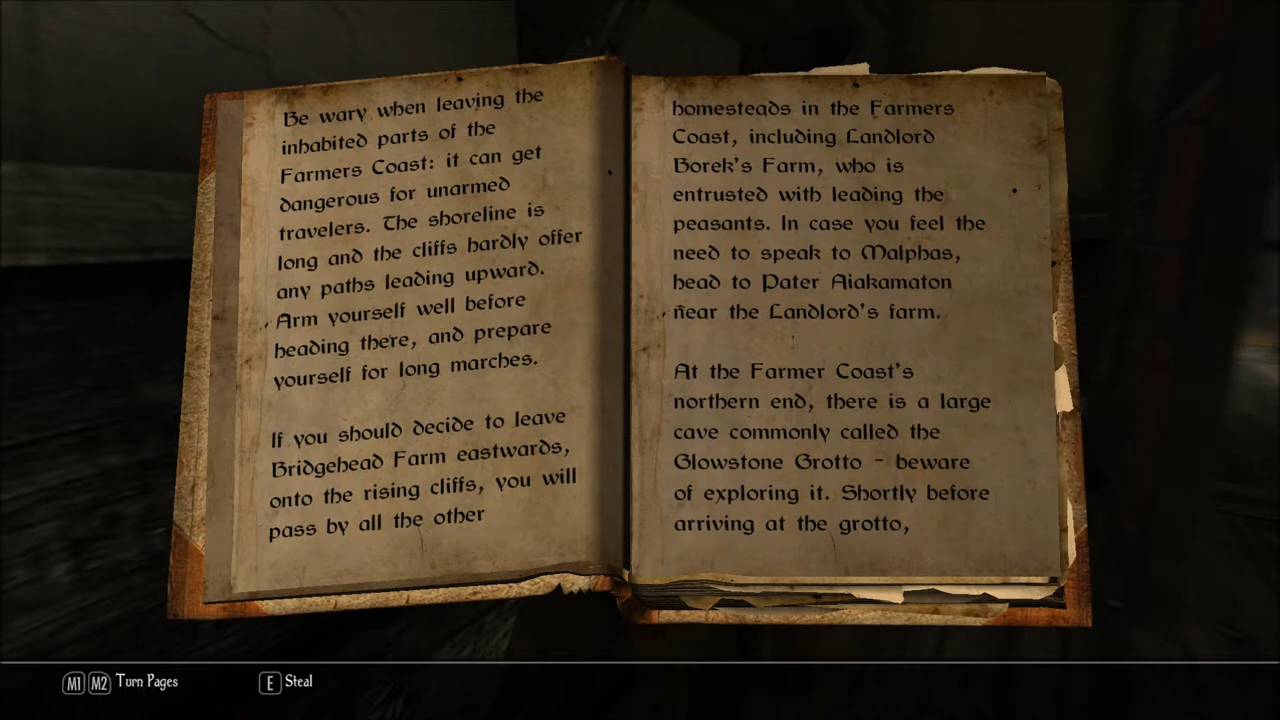 Be wary when leaving the
inhabited parts of the
Farmers Coast: it can get
dangerous for unarmed
travelers. The shoreline is
long and the cliffs hardly offer
any paths leading upward.
Arm yourself well before
heading there, and prepare
yourself for long marches.
If you should decide to leave
Bridgehead Farm eastwards,
onto the rising cliffs, you will
pass by all the other
homesteads in the Farmers
Coast, including Landlord
Borek's Farm, who is
entrusted with leading the
peasants. In case you feel the
need to speak to Malphas,
head to Pater Aiakamaton
near the Landlord's farm.
At the Farmer Coast's
northern end, there is a large
cave commonly called the
Glowstone Grotto - beware
of exploring it. Shortly before
arriving at the grotto,
M1 M2 Turn Pages
E Steal